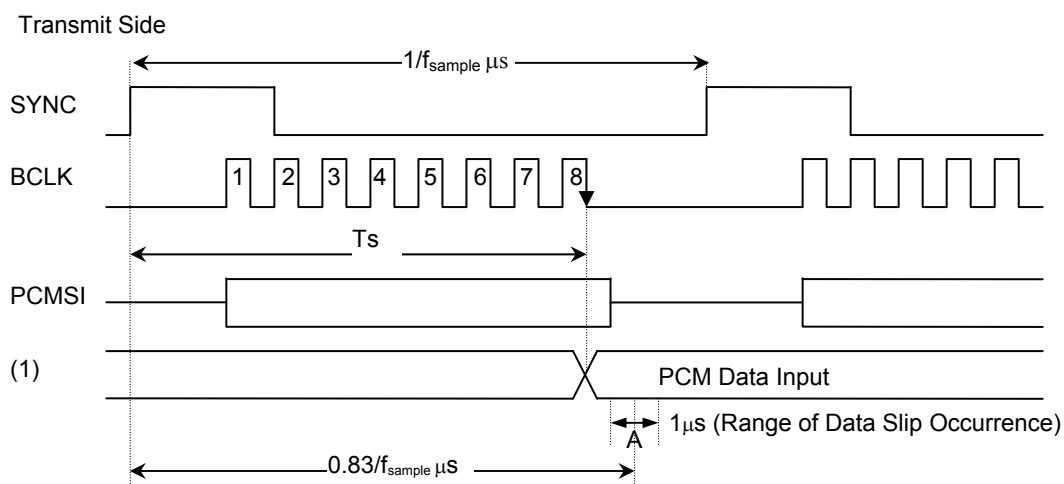 Transmit Side
1/fsample μs
SYNC
BCLK
1 2 3 4 5 6 7 8
Ts
PCMSI
(1)
PCM Data Input
1μs (Range of Data Slip Occurrence)
A
0.83/fsample μs